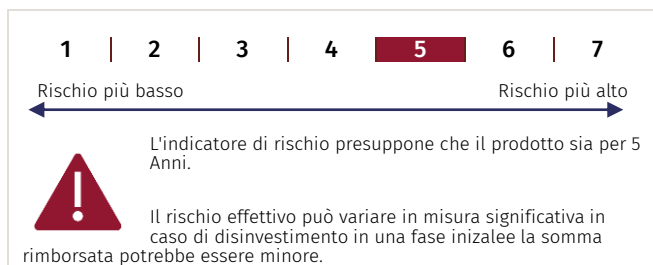 1 2 3 4 5 6 7
Rischio più basso Rischio più alto
L'indicatore di rischio presuppone che il prodotto sia per 5
Anni.
Il rischio effettivo può variare in misura significativa in
caso di disinvestimento in una fase inizalee la somma
rimborsata potrebbe essere minore.